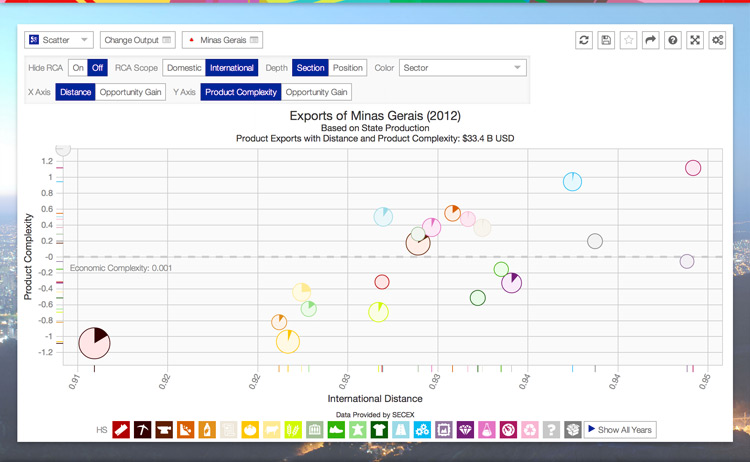 Scatter Change Output Minas Gerais
Hide RCA On Off RCA Scope Domestic International Depth Section Position Color Sector
X Axis Distance Opportunity Gain Y Axis Product Complexity Opportunity Gain
Exports of Minas Gerais (2012)
Based on State Production
Product Exports with Distance and Product Complexity: $33.4 B USD
1.2
1
0.8
0.6
0.4
0.2
-0
Economic Complexity: 0.001
-0.2
-0.4
-0.6
-0.8
-1
-1.2
Product Complexity
0.91 0.92 0.92 0.93 0.93 0.94 0.94 0.95
International Distance
Data Provided by SECEX
HS ? Show All Years